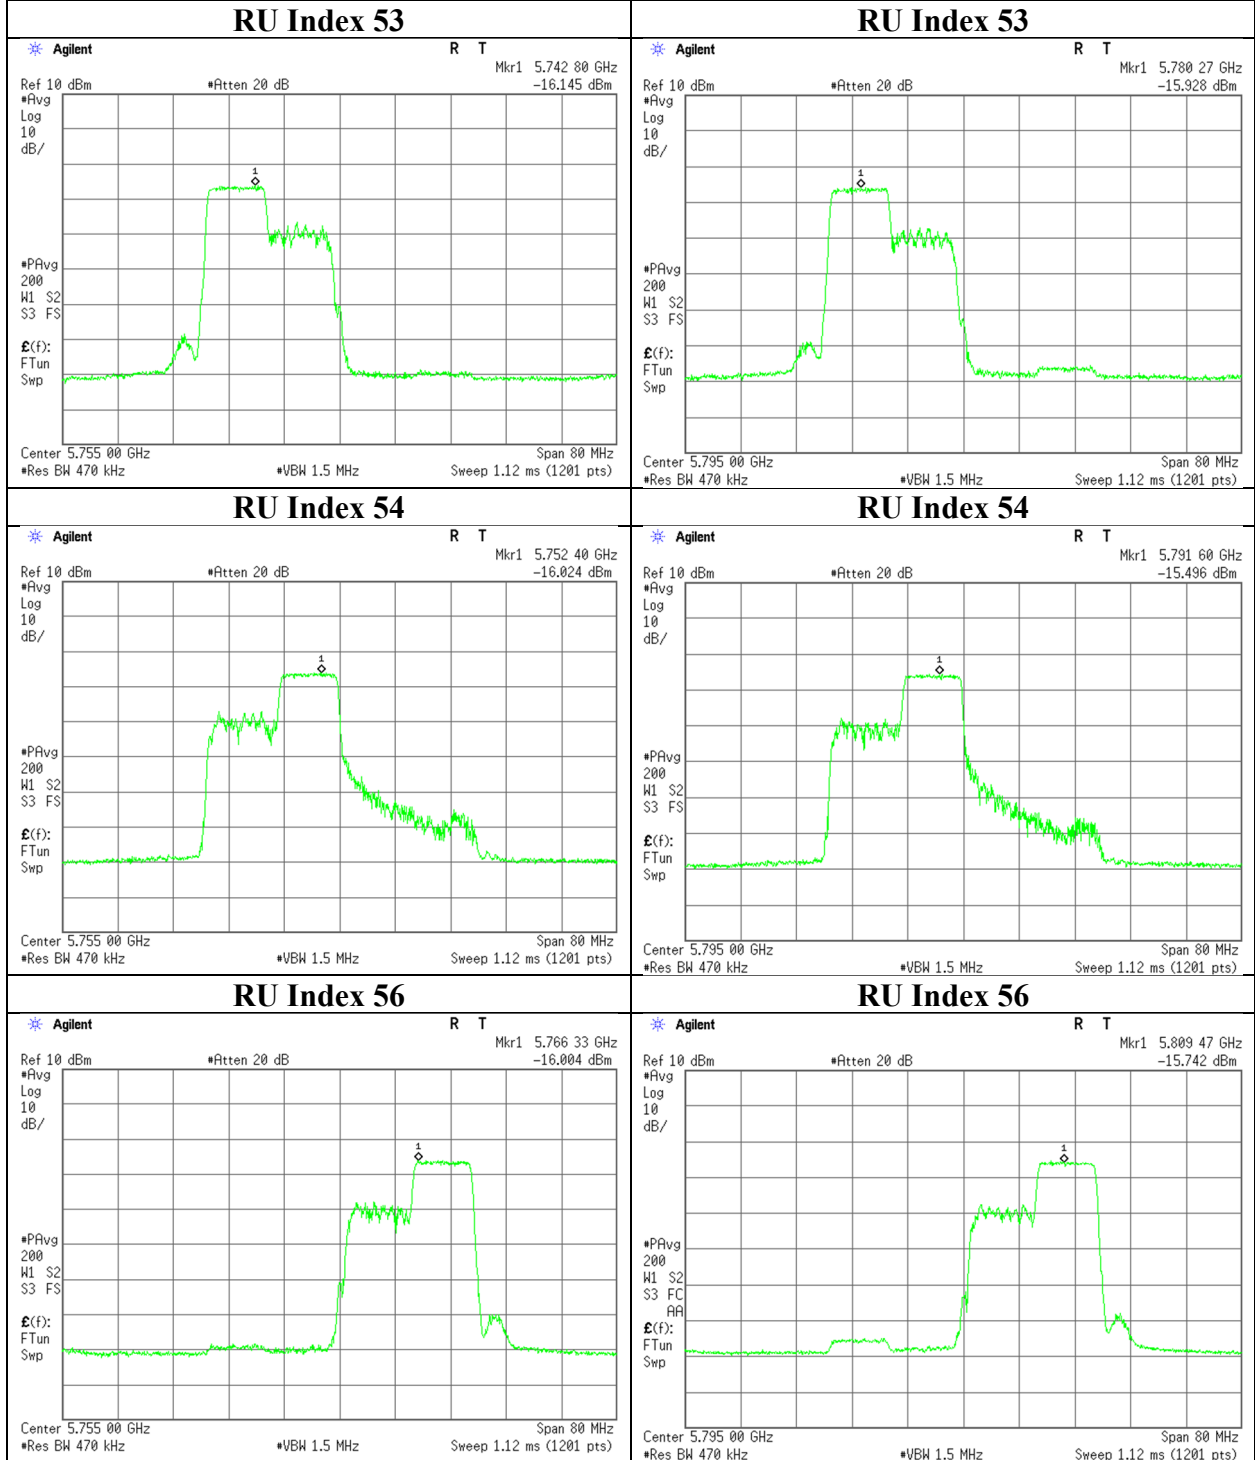 RU Index 53
Agilent
R T
Mkr1 5.742 80 GHz
Ref 10 dBm #Atten 20 dB -16.145 dBm
#Avg
Log
10
dB/
1
#PAvg
200
W1 S2
S3 FS
£(f):
FTun
Swp
Center 5.755 00 GHz Span 80 MHz
#Res BW 470 kHz #VBW 1.5 MHz Sweep 1.12 ms (1201 pts)
RU Index 53
Agilent
R T
Mkr1 5.780 27 GHz
Ref 10 dBm #Atten 20 dB -15.928 dBm
#Avg
Log
10
dB/
1
#PAvg
200
W1 S2
S3 FS
£(f):
FTun
Swp
Center 5.795 00 GHz Span 80 MHz
#Res BW 470 kHz #VBW 1.5 MHz Sweep 1.12 ms (1201 pts)
RU Index 54
Agilent
R T
Mkr1 5.752 40 GHz
Ref 10 dBm #Atten 20 dB -16.024 dBm
#Avg
Log
10
dB/
1
#PAvg
200
W1 S2
S3 FS
£(f):
FTun
Swp
Center 5.755 00 GHz Span 80 MHz
#Res BW 470 kHz #VBW 1.5 MHz Sweep 1.12 ms (1201 pts)
RU Index 54
Agilent
R T
Mkr1 5.791 60 GHz
Ref 10 dBm #Atten 20 dB -15.496 dBm
#Avg
Log
10
dB/
1
#PAvg
200
W1 S2
S3 FS
£(f):
FTun
Swp
Center 5.795 00 GHz Span 80 MHz
#Res BW 470 kHz #VBW 1.5 MHz Sweep 1.12 ms (1201 pts)
RU Index 56
Agilent
R T
Mkr1 5.766 33 GHz
Ref 10 dBm #Atten 20 dB -16.004 dBm
#Avg
Log
10
dB/
1
#PAvg
200
W1 S2
S3 FS
£(f):
FTun
Swp
Center 5.755 00 GHz Span 80 MHz
#Res BW 470 kHz #VBW 1.5 MHz Sweep 1.12 ms (1201 pts)
RU Index 56
Agilent
R T
Mkr1 5.809 47 GHz
Ref 10 dBm #Atten 20 dB -15.742 dBm
#Avg
Log
10
dB/
1
#PAvg
200
W1 S2
S3 FC
AA
£(f):
FTun
Swp
Center 5.795 00 GHz Span 80 MHz
#Res BW 470 kHz #VBW 1.5 MHz Sweep 1.12 ms (1201 pts)